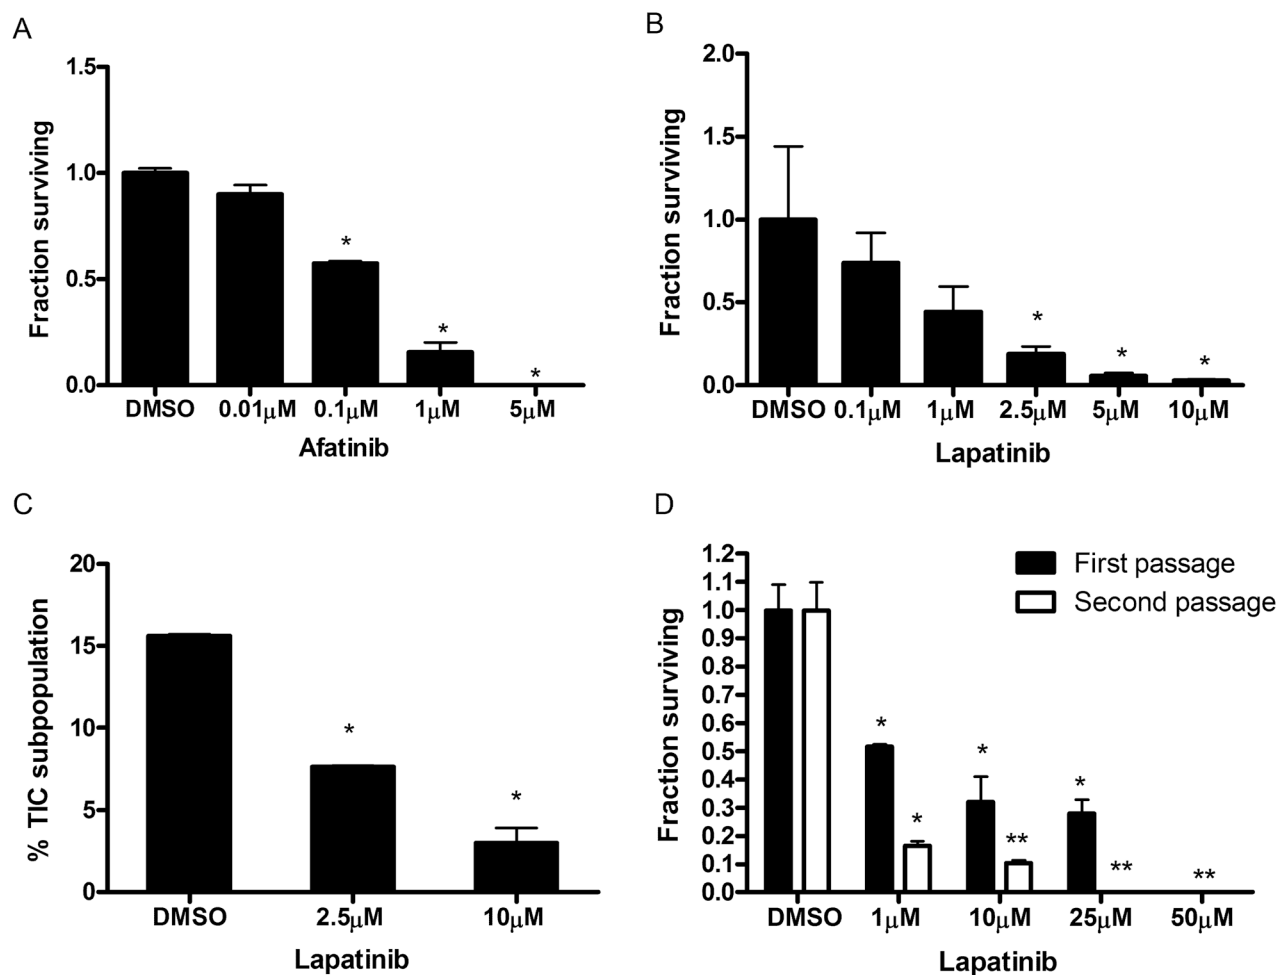 A
Fraction surviving
1.5
1.0
0.5
0.0
*
*
*
DMSO 0.01μM 0.1μM 1μM 5μM
Afatinib
B
Fraction surviving
2.0
1.5
1.0
0.5
0.0
*
*
*
DMSO 0.1μM 1μM 2.5μM 5μM 10μM
Lapatinib
C
% TIC subpopulation
20
15
10
5
0
*
*
DMSO 2.5μM 10μM
Lapatinib
D
Fraction surviving
1.2
1.1
1.0
0.9
0.8
0.7
0.6
0.5
0.4
0.3
0.2
0.1
0.0
First passage
Second passage
*
*
*
*
**
**
**
DMSO 1μM 10μM 25μM 50μM
Lapatinib